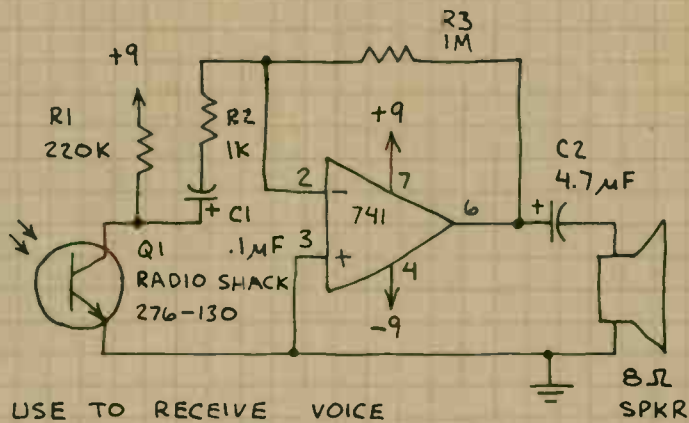 R3
1M
+9
R1
220K
R2
1K
+9
2
-
7
741
6
C2
4.7µF
+
+
C1
.1µF
3
+
4
-9
Q1
RADIO SHACK
276-130
8Ω
SPKR
USE TO RECEIVE VOICE